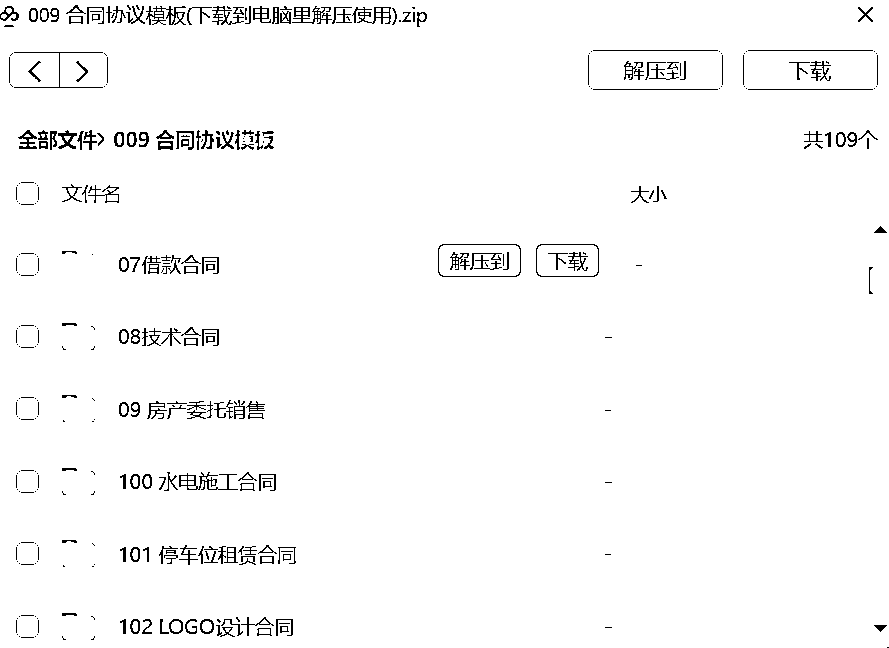 009 合同协议模板(下载到电脑里解压使用).zip
解压到 下载
全部文件> 009 合同协议模板 共109个
文件名 大小
07借款合同 解压到 下载 -
08技术合同 -
09 房产委托销售 -
100 水电施工合同 -
101 停车位租赁合同 -
102 LOGO设计合同 -